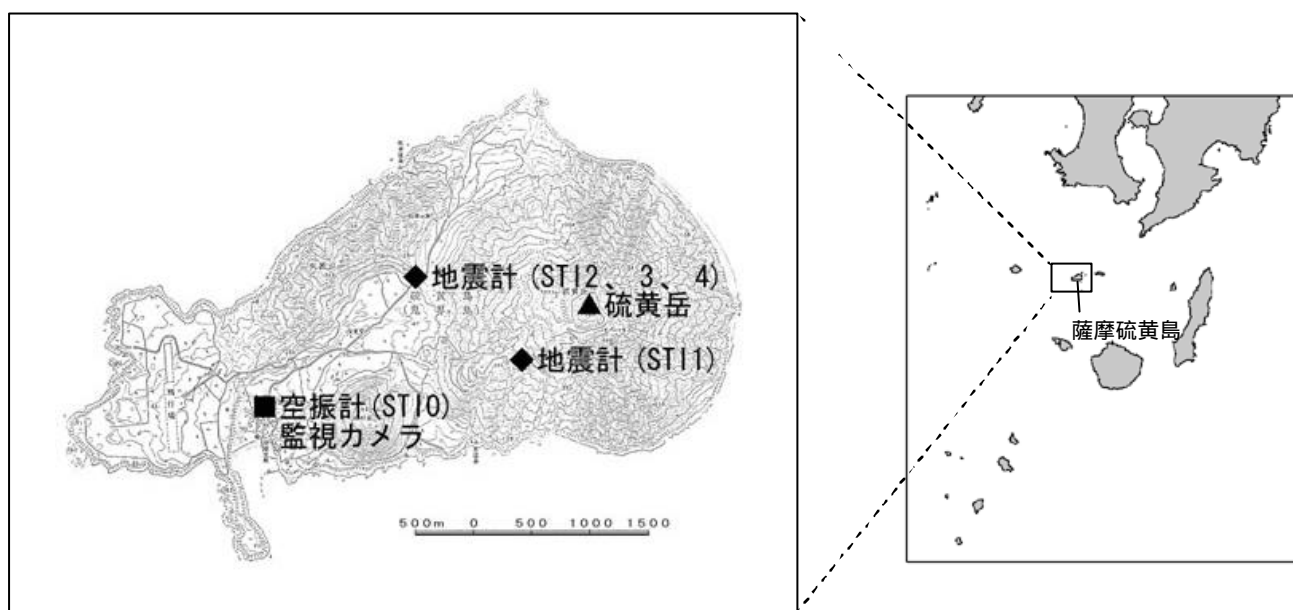 地震計(STI2、3、4)
硫黄岳
地震計(STI1)
空振計(STI0)
監視カメラ
500m 0 500 1000 1500
薩摩硫黄島